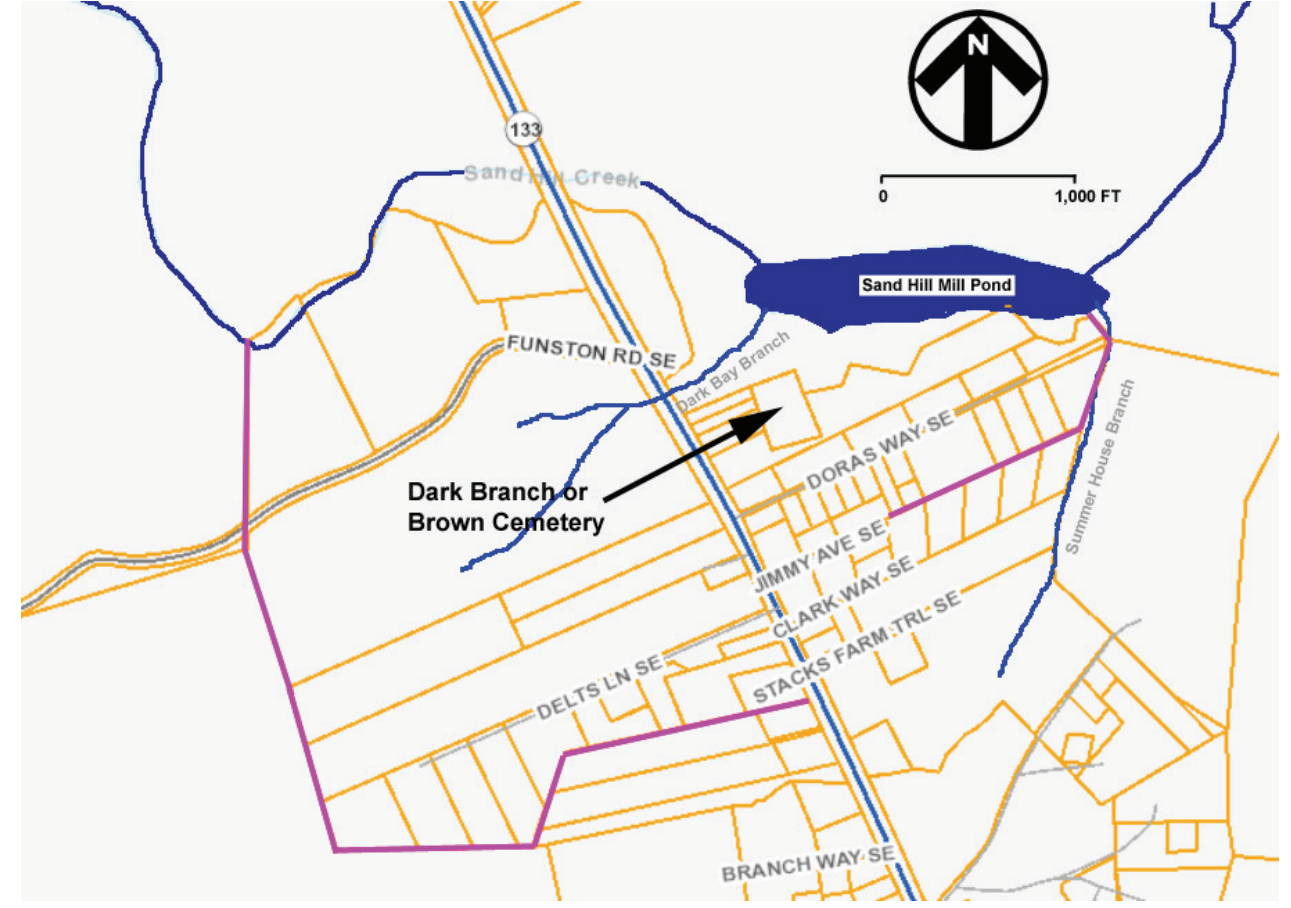 N
133
Sand Hill Creek
0
1,000 FT
Sand Hill Mill Pond
FUNSTON RD SE
Dark Bay Branch
DORAS WAY SE
Summer House Branch
Dark Branch or
Brown Cemetery
JIMMY AVE SE
CLARK WAY SE
STACKS FARM TRL SE
DELTS LN SE
BRANCH WAY SE